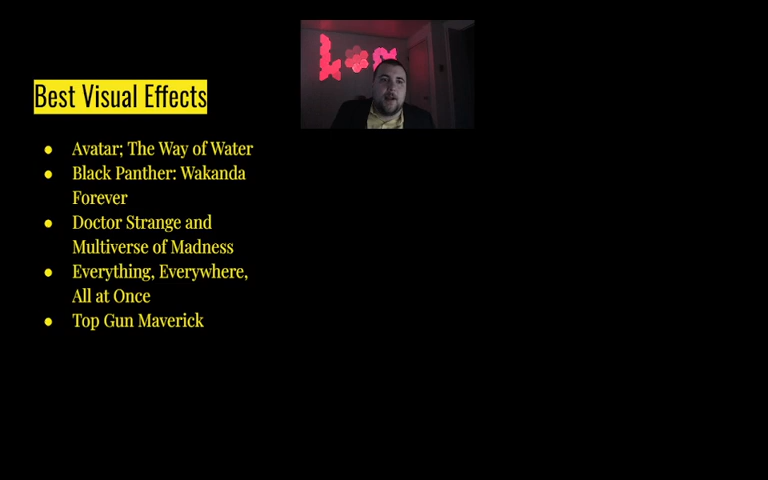 Best Visual Effects
Avatar; The Way of Water
Black Panther: Wakanda
Forever
Doctor Strange and
Multiverse of Madness
Everything, Everywhere,
All at Once
Top Gun Maverick